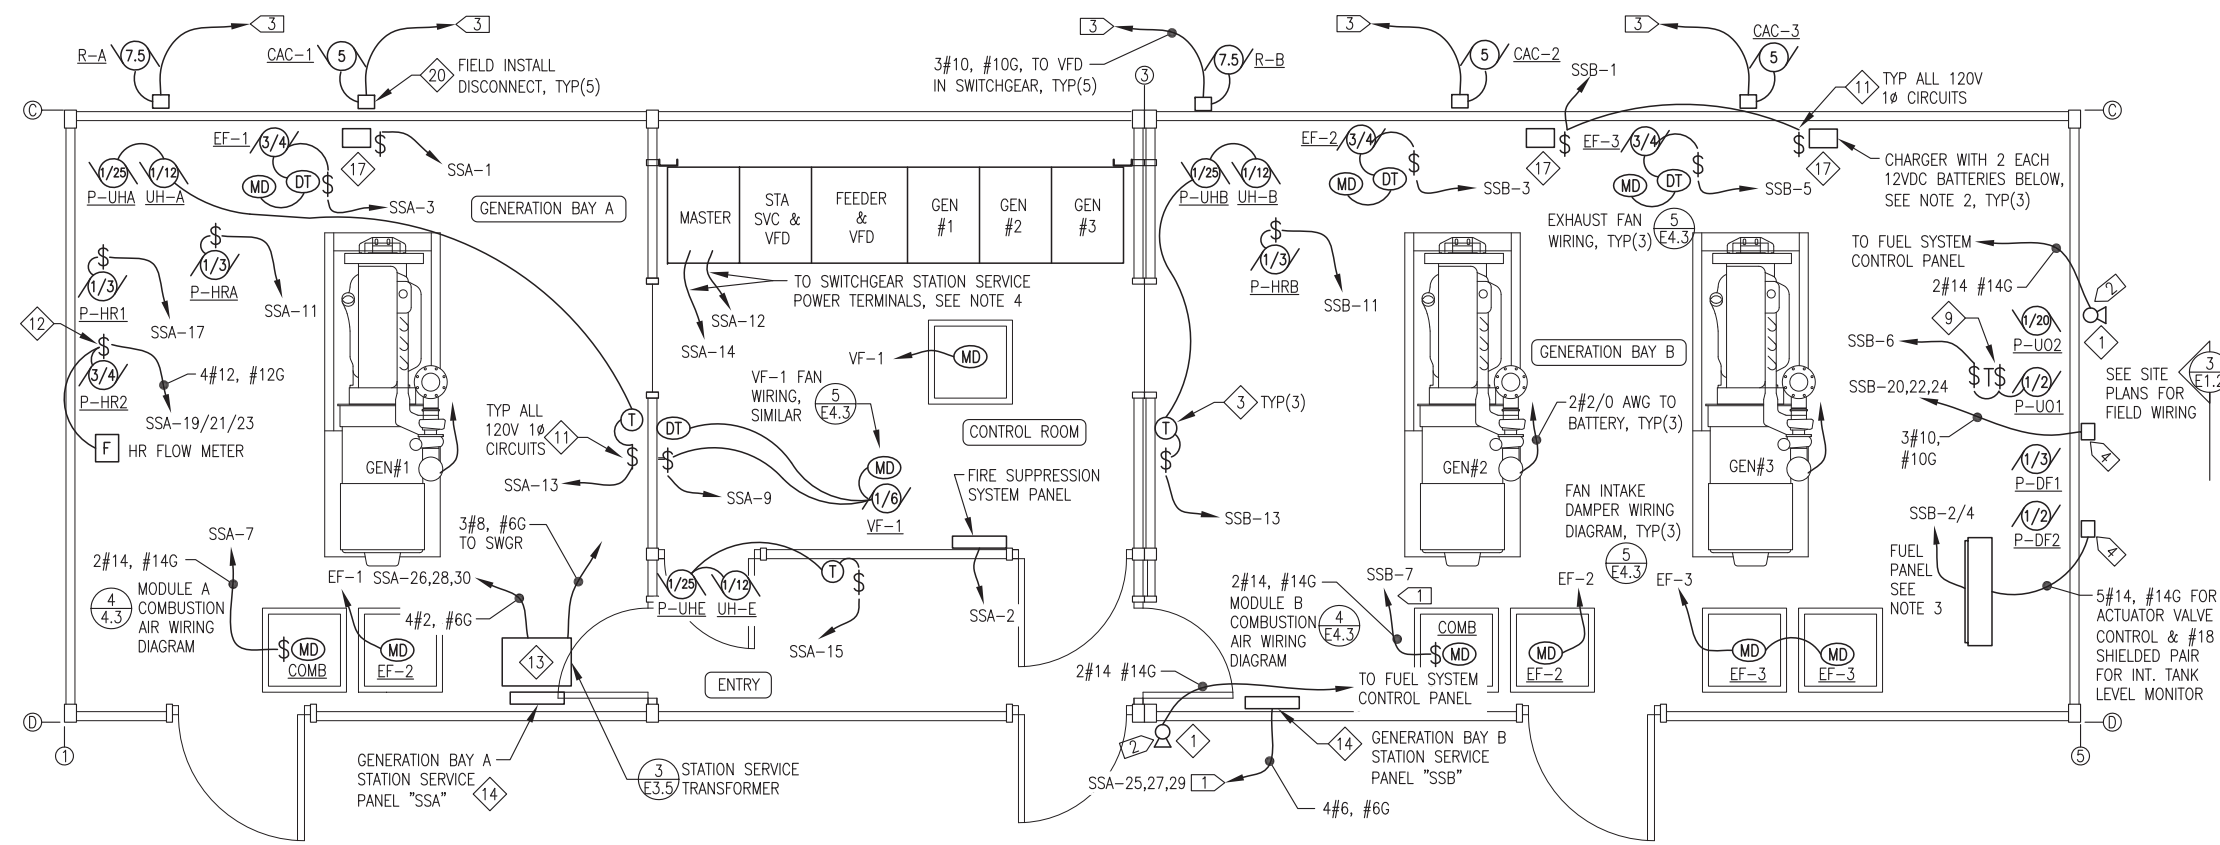 3
3
3
3
3
R-A
7.5
CAC-1
5
20
FIELD INSTALL
DISCONNECT, TYP(5)
3#10, #10G, TO VFD
IN SWITCHGEAR, TYP(5)
3
7.5
R-B
5
CAC-2
SSB-1
CAC-3
5
11
TYP ALL 120V
1ø CIRCUITS
C
C
EF-1
3/4
$
17
SSA-1
1/25
1/12
P-UHA
UH-A
MD
DT
$
SSA-3
GENERATION BAY A
MASTER
STA
SVC &
VFD
FEEDER
&
VFD
GEN
#1
GEN
#2
GEN
#3
1/25
1/12
P-UHB
UH-B
EF-2
3/4
MD
DT
$
SSB-3
$
17
EF-3
3/4
MD
DT
$
SSB-5
$
17
CHARGER WITH 2 EACH
12VDC BATTERIES BELOW,
SEE NOTE 2, TYP(3)
EXHAUST FAN
WIRING, TYP(3)
5
E4.3
TO FUEL SYSTEM
CONTROL PANEL
2#14 #14G
2
1
$
1/3
P-HR1
SSA-17
$
1/3
P-HRA
SSA-11
12
$
3/4
P-HR2
4#12, #12G
SSA-19/21/23
F
HR FLOW METER
TO SWITCHGEAR STATION SERVICE
POWER TERMINALS, SEE NOTE 4
SSA-12
SSA-14
VF-1
MD
VF-1 FAN
WIRING,
SIMILAR
5
E4.3
$
1/3
P-HRB
SSB-11
GENERATION BAY B
9
SSB-6
$T$
1/20
P-UO2
1/2
P-UO1
SEE SITE
PLANS FOR
FIELD WIRING
3
E1.2
SSB-20,22,24
3#10,
#10G
4
1/3
P-DF1
1/2
P-DF2
4
GEN#1
TYP ALL
120V 1ø
CIRCUITS
11
T
$
SSA-13
DT
$
SSA-9
MD
1/6
VF-1
CONTROL ROOM
FIRE SUPPRESSION
SYSTEM PANEL
SSA-2
3
TYP(3)
T
$
SSB-13
GEN#2
2#2/0 AWG TO
BATTERY, TYP(3)
GEN#3
FAN INTAKE
DAMPER WIRING
DIAGRAM, TYP(3)
5
E4.3
SSB-2/4
FUEL
PANEL
SEE
NOTE 3
5#14, #14G FOR
ACTUATOR VALVE
CONTROL & #18
SHIELDED PAIR
FOR INT. TANK
LEVEL MONITOR
SSA-7
2#14, #14G
4
4.3
MODULE A
COMBUSTION
AIR WIRING
DIAGRAM
$
MD
COMB
EF-1
MD
EF-2
SSA-26,28,30
4#2, #6G
3#8, #6G
TO SWGR
13
1/25
1/12
P-UHE
UH-E
T
$
SSA-15
ENTRY
2#14, #14G
MODULE B
COMBUSTION
AIR WIRING
DIAGRAM
4
E4.3
SSB-7
1
COMB
$
MD
EF-2
MD
EF-2
EF-3
MD
EF-3
MD
EF-3
2#14 #14G
TO FUEL SYSTEM
CONTROL PANEL
D
D
1
5
GENERATION BAY A
STATION SERVICE
PANEL "SSA"
14
3
E3.5
STATION SERVICE
TRANSFORMER
2
1
SSA-25,27,29
1
14
GENERATION BAY B
STATION SERVICE
PANEL "SSB"
4#6, #6G